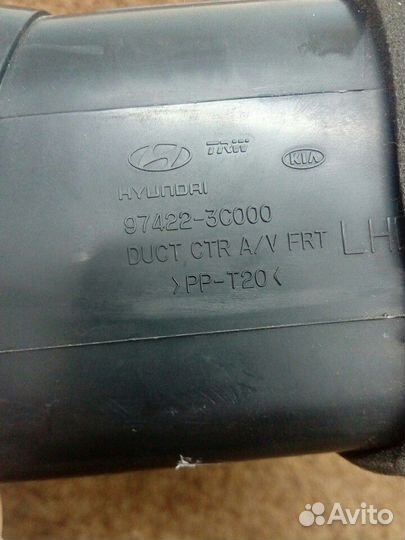 TRW
KIA
HYUNDAI
97422-3C000
DUCT CTR A/V FRT LH
>PP-T20<
Avito